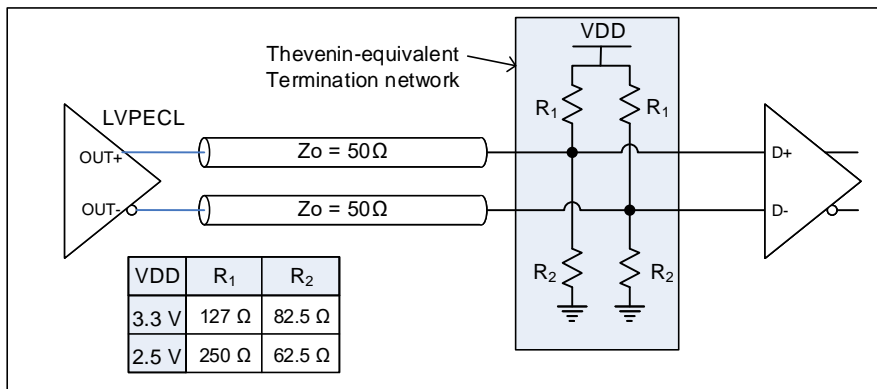 VDD
Thevenin-equivalent
Termination network
R1 R1
LVPECL
OUT+ Zo = 50Ω D+
OUT- Zo = 50Ω D-
R2 R2
VDD R1 R2
3.3 V 127 Ω 82.5 Ω
2.5 V 250 Ω 62.5 Ω